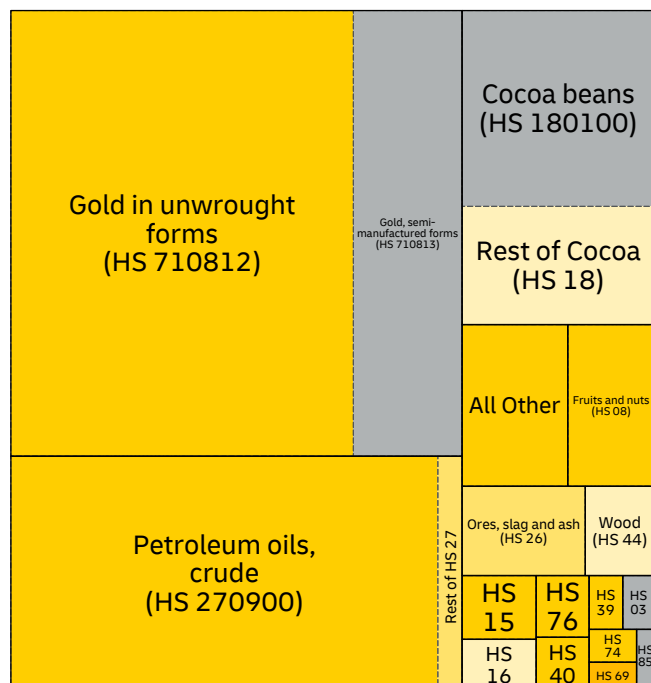 Gold in unwrought
forms
(HS 710812)
Gold, semi-
manufactured forms
(HS 710813)
Cocoa beans
(HS 180100)
Rest of Cocoa
(HS 18)
All Other
Fruits and nuts
(HS 08)
Petroleum oils,
crude
(HS 270900)
Rest of HS 27
Ores, slag and ash
(HS 26)
Wood
(HS 44)
HS
15
HS
76
HS
39
HS
03
HS
16
HS
40
HS
74
HS 69
HS
85